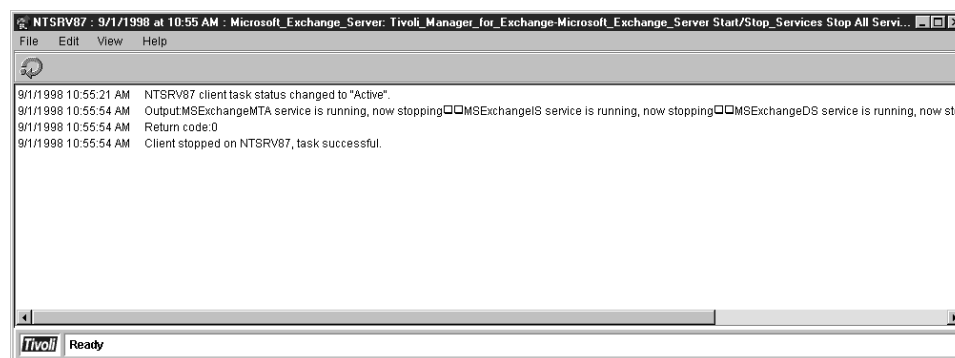 NTSRV87 : 9/1/1998 at 10:55 AM : Microsoft_Exchange_Server: Tivoli_Manager_for_Exchange-Microsoft_Exchange_Server Start/Stop_Services Stop All Servi...
File Edit View Help
9/1/1998 10:55:21 AM NTSRV87 client task status changed to "Active".
9/1/1998 10:55:54 AM Output:MSExchangeMTA service is running, now stopping□□MSExchangeIS service is running, now stopping□□MSExchangeDS service is running, now st
9/1/1998 10:55:54 AM Return code:0
9/1/1998 10:55:54 AM Client stopped on NTSRV87, task successful.
Tivoli Ready